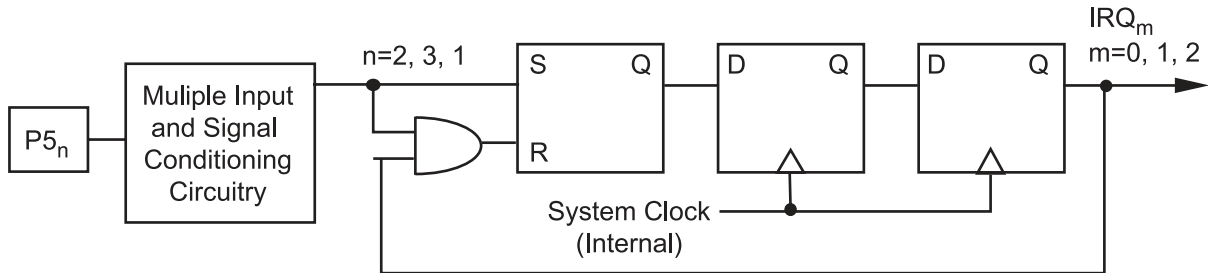 P5n
Muliple Input
and Signal
Conditioning
Circuitry
n=2, 3, 1
S
Q
R
D
Q
D
Q
IRQm
m=0, 1, 2
System Clock
(Internal)